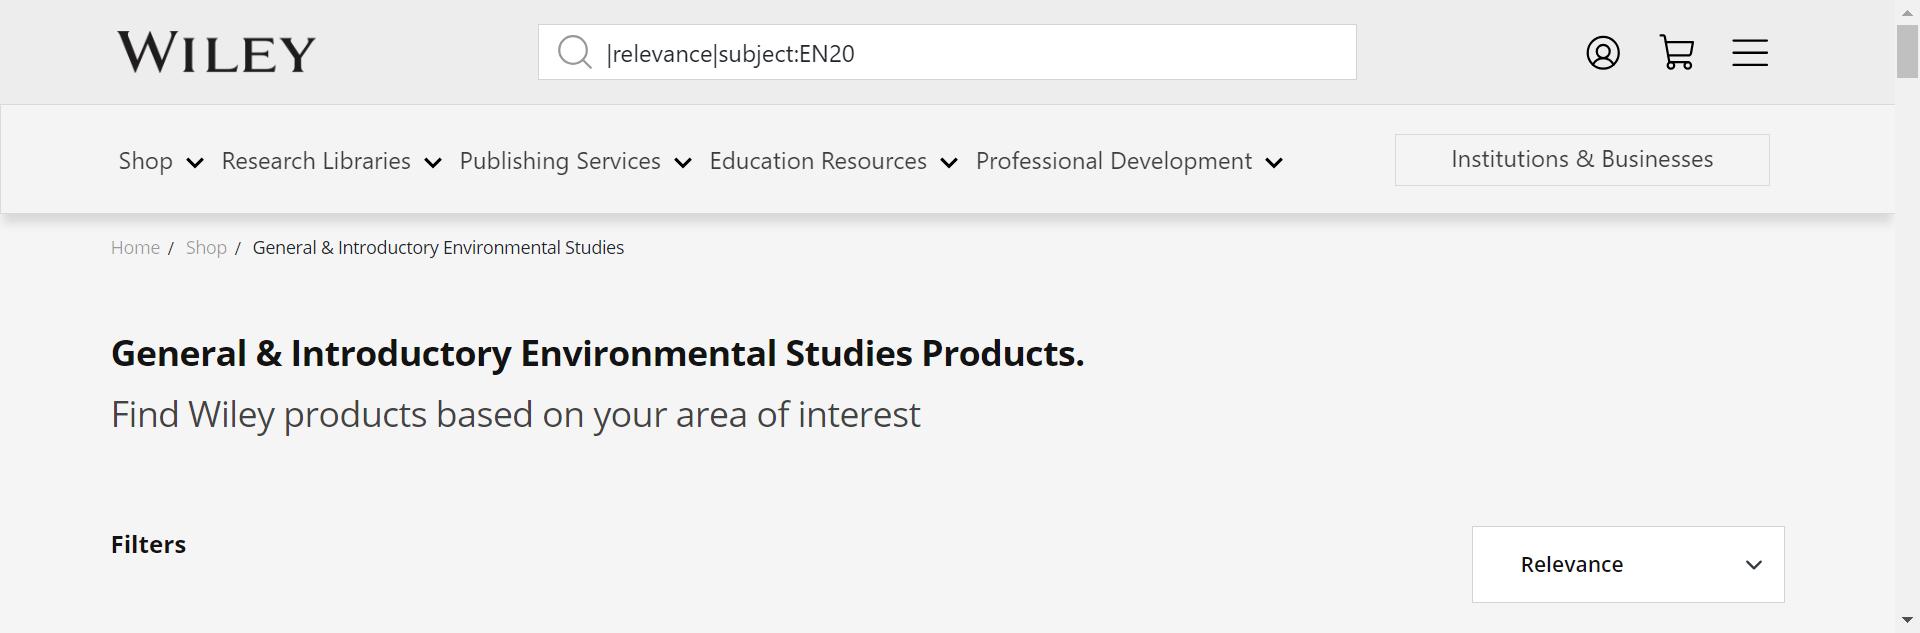 WILEY
|relevance|subject:EN20
Shop Research Libraries Publishing Services Education Resources Professional Development Institutions & Businesses
Home / Shop / General & Introductory Environmental Studies
General & Introductory Environmental Studies Products.
Find Wiley products based on your area of interest
Filters
Relevance